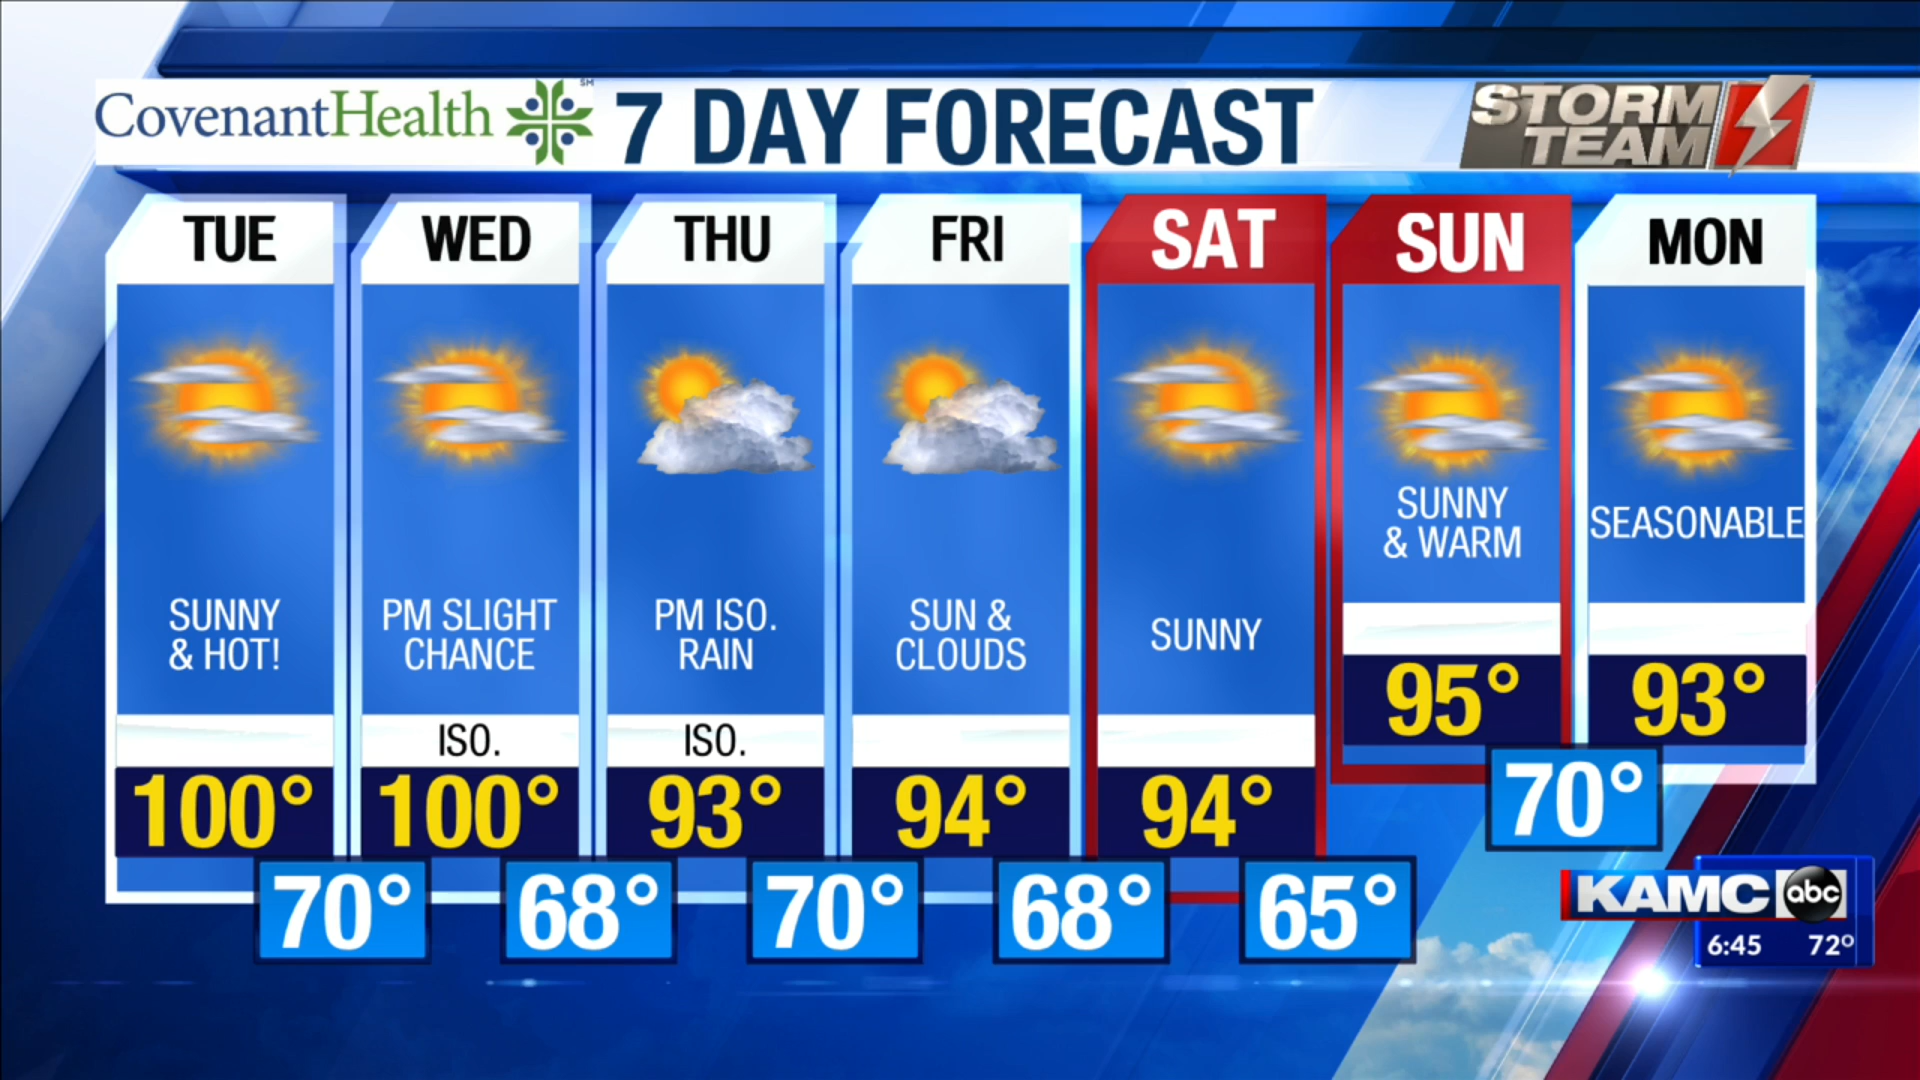 CovenantHealth SM 7 DAY FORECAST
STORM
TEAM
TUE
SUNNY
& HOT!
100°
70°
WED
PM SLIGHT
CHANCE
ISO.
100°
68°
THU
PM ISO.
RAIN
ISO.
93°
70°
FRI
SUN &
CLOUDS
94°
68°
SAT
SUNNY
94°
65°
SUN
SUNNY
& WARM
95°
70°
MON
SEASONABLE
93°
KAMC abc
6:45 72°